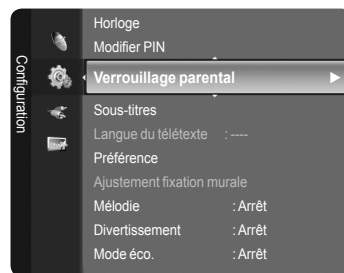 Configuration
Horloge
Modifier PIN
Verrouillage parental
Sous-titres
Langue du télétexte : ----
Préférence
Ajustement fixation murale
Mélodie : Arrêt
Divertissement : Arrêt
Mode éco. : Arrêt